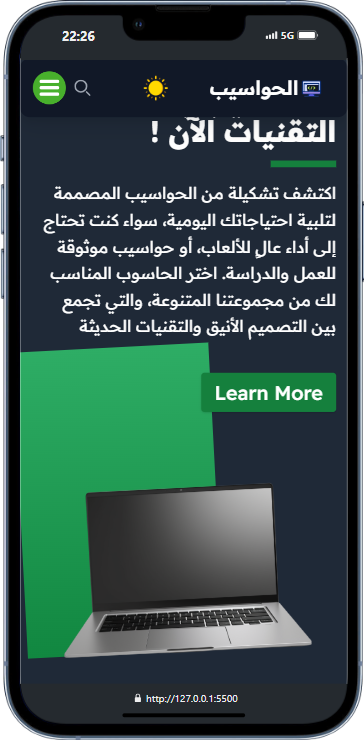 22:26
5G
الحواسيب
التقنيات الآن !
اكتشف تشكيلة من الحواسيب المصممة
لتلبية احتياجاتك اليومية، سواء كنت تحتاج
إلى أداء عالٍ للألعاب، أو حواسيب موثوقة
للعمل والدراسة. اختر الحاسوب المناسب
لك من مجموعتنا المتنوعة، والتي تجمع
بين التصميم الأنيق والتقنيات الحديثة
Learn More
http://127.0.0.1:5500